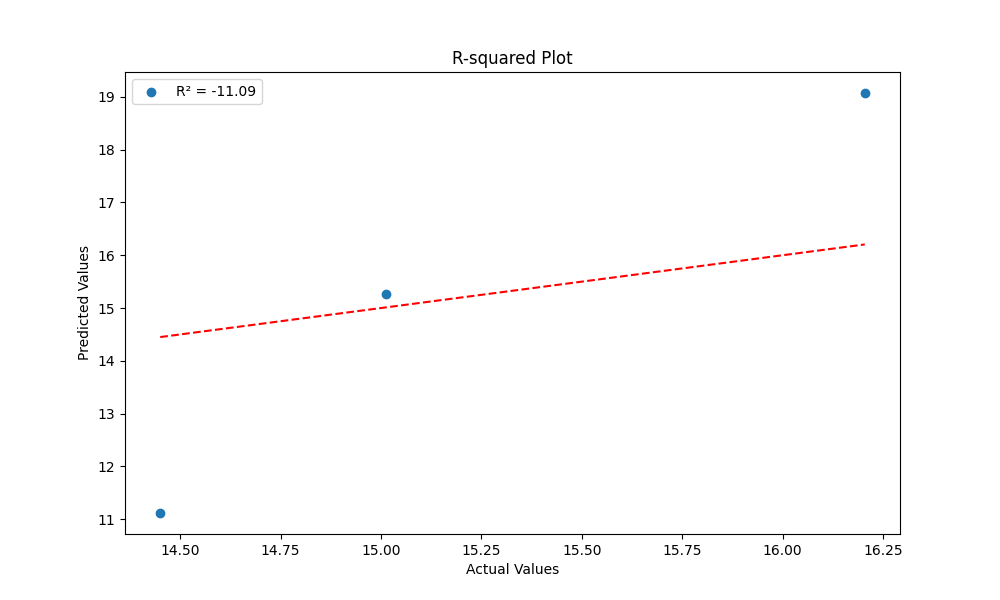 R-squared Plot
R² = -11.09
19
18
17
16
15
14
13
12
11
Predicted Values
14.50 14.75 15.00 15.25 15.50 15.75 16.00 16.25
Actual Values